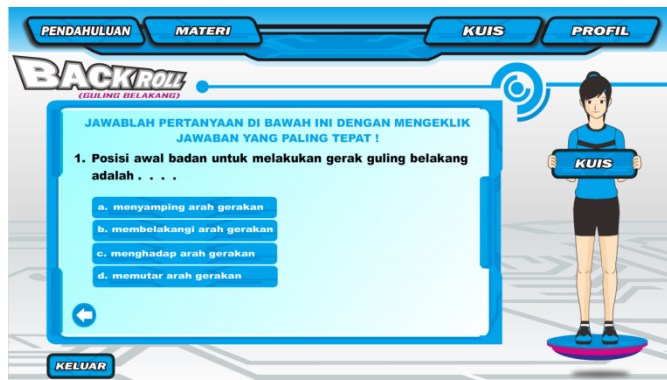 PENDAHULUAN
MATERI
KUIS
PROFIL
BACK ROLL
(GULING BELAKANG)
JAWABLAH PERTANYAAN DI BAWAH INI DENGAN MENGEKLIK
JAWABAN YANG PALING TEPAT !
1. Posisi awal badan untuk melakukan gerak guling belakang
adalah . . . .
a. menyamping arah gerakan
b. membelakangi arah gerakan
c. menghadap arah gerakan
d. memutar arah gerakan
KUIS
KELUAR